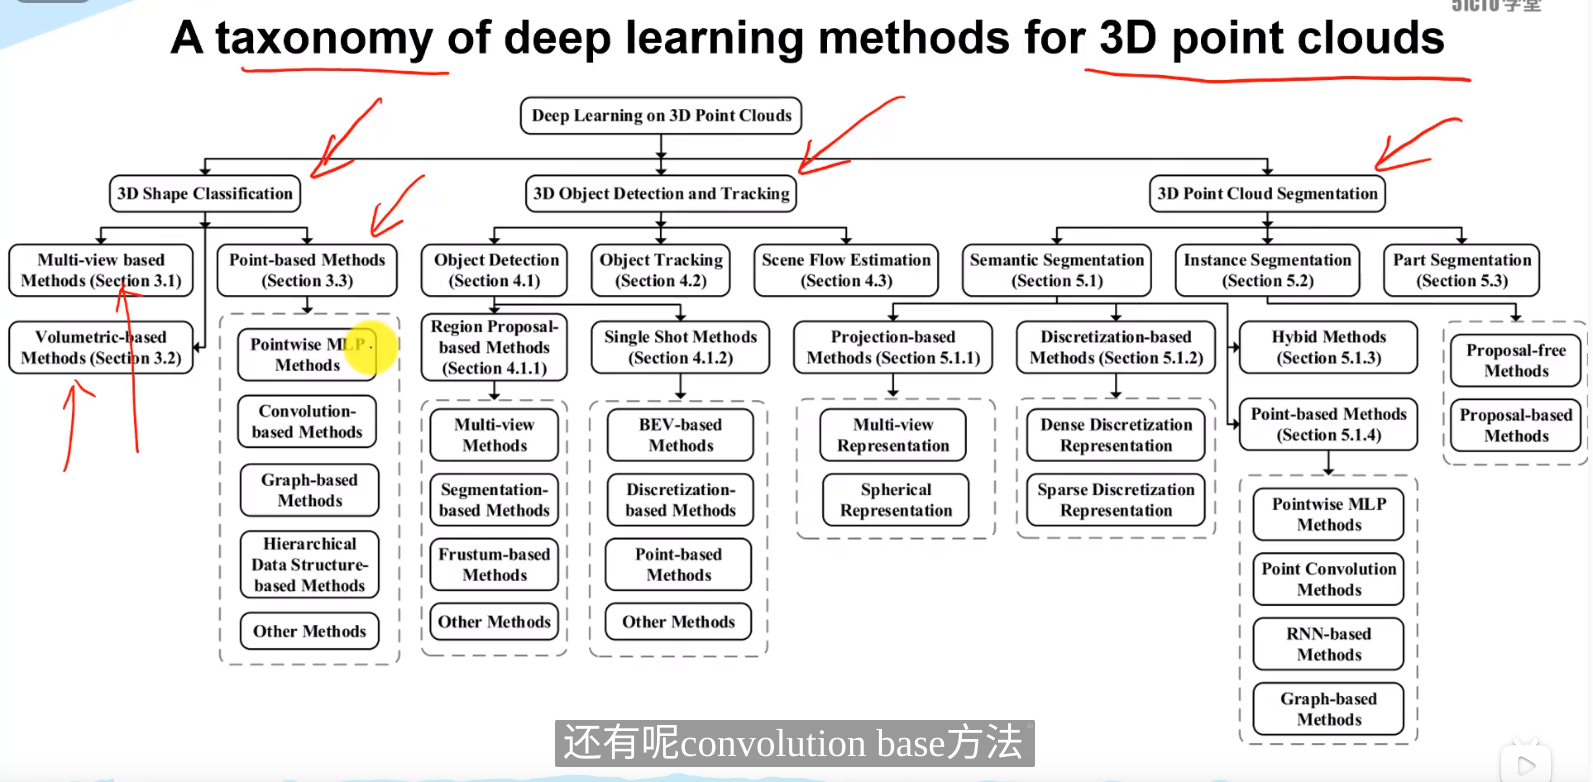 51CTO学堂
A taxonomy of deep learning methods for 3D point clouds
Deep Learning on 3D Point Clouds
3D Shape Classification
3D Object Detection and Tracking
3D Point Cloud Segmentation
Multi-view based
Methods (Section 3.1)
Point-based Methods
(Section 3.3)
Object Detection
(Section 4.1)
Object Tracking
(Section 4.2)
Scene Flow Estimation
(Section 4.3)
Semantic Segmentation
(Section 5.1)
Instance Segmentation
(Section 5.2)
Part Segmentation
(Section 5.3)
Volumetric-based
Methods (Section 3.2)
Pointwise MLP
Methods
Convolution-
based Methods
Graph-based
Methods
Hierarchical
Data Structure-
based Methods
Other Methods
Region Proposal-
based Methods
(Section 4.1.1)
Multi-view
Methods
Segmentation-
based Methods
Frustum-based
Methods
Other Methods
Single Shot Methods
(Section 4.1.2)
BEV-based
Methods
Discretization-
based Methods
Point-based
Methods
Other Methods
Projection-based
Methods (Section 5.1.1)
Multi-view
Representation
Spherical
Representation
Discretization-based
Methods (Section 5.1.2)
Dense Discretization
Representation
Sparse Discretization
Representation
Hybid Methods
(Section 5.1.3)
Point-based Methods
(Section 5.1.4)
Pointwise MLP
Methods
Point Convolution
Methods
RNN-based
Methods
Graph-based
Methods
Proposal-free
Methods
Proposal-based
Methods
还有呢convolution base方法